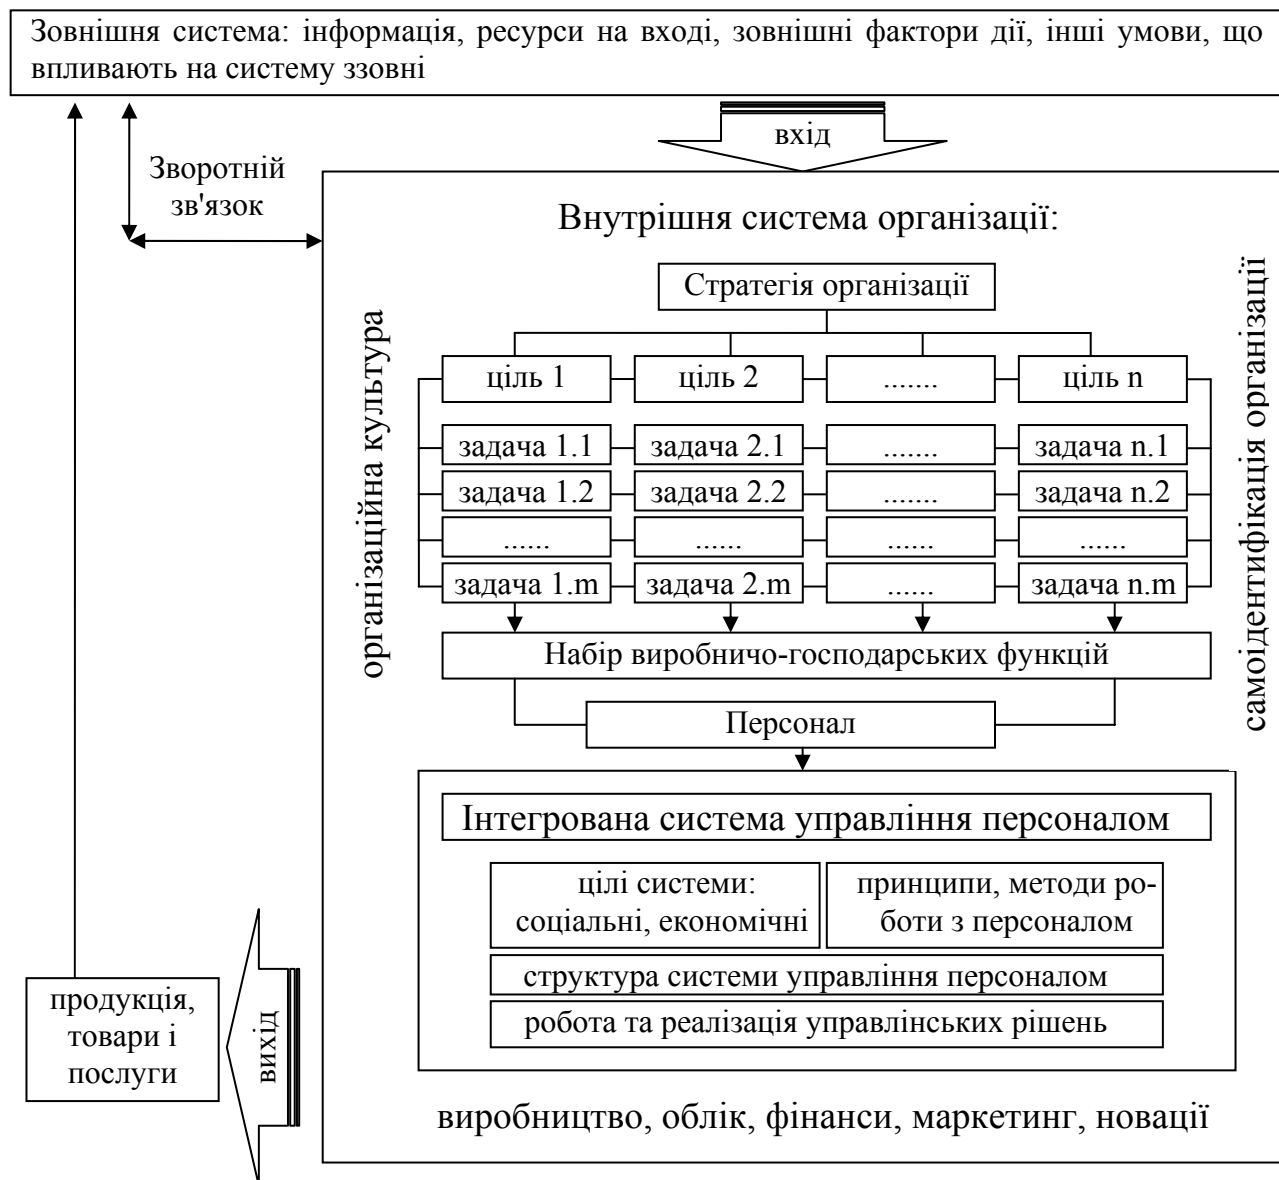 Зовнішня система: інформація, ресурси на вході, зовнішні фактори дії, інші умови, що
впливають на систему ззовні
вхід
Зворотній
зв'язок
Внутрішня система організації:
Стратегія організації
організаційна культура
самоідентифікація організації
ціль 1
ціль 2
.......
ціль n
задача 1.1
задача 2.1
.......
задача n.1
задача 1.2
задача 2.2
.......
задача n.2
......
......
......
......
задача 1.m
задача 2.m
......
задача n.m
Набір виробничо-господарських функцій
Персонал
Інтегрована система управління персоналом
цілі системи:
соціальні, економічні
принципи, методи ро-
боти з персоналом
структура системи управління персоналом
робота та реалізація управлінських рішень
виробництво, облік, фінанси, маркетинг, новації
вихід
продукція,
товари і
послуги